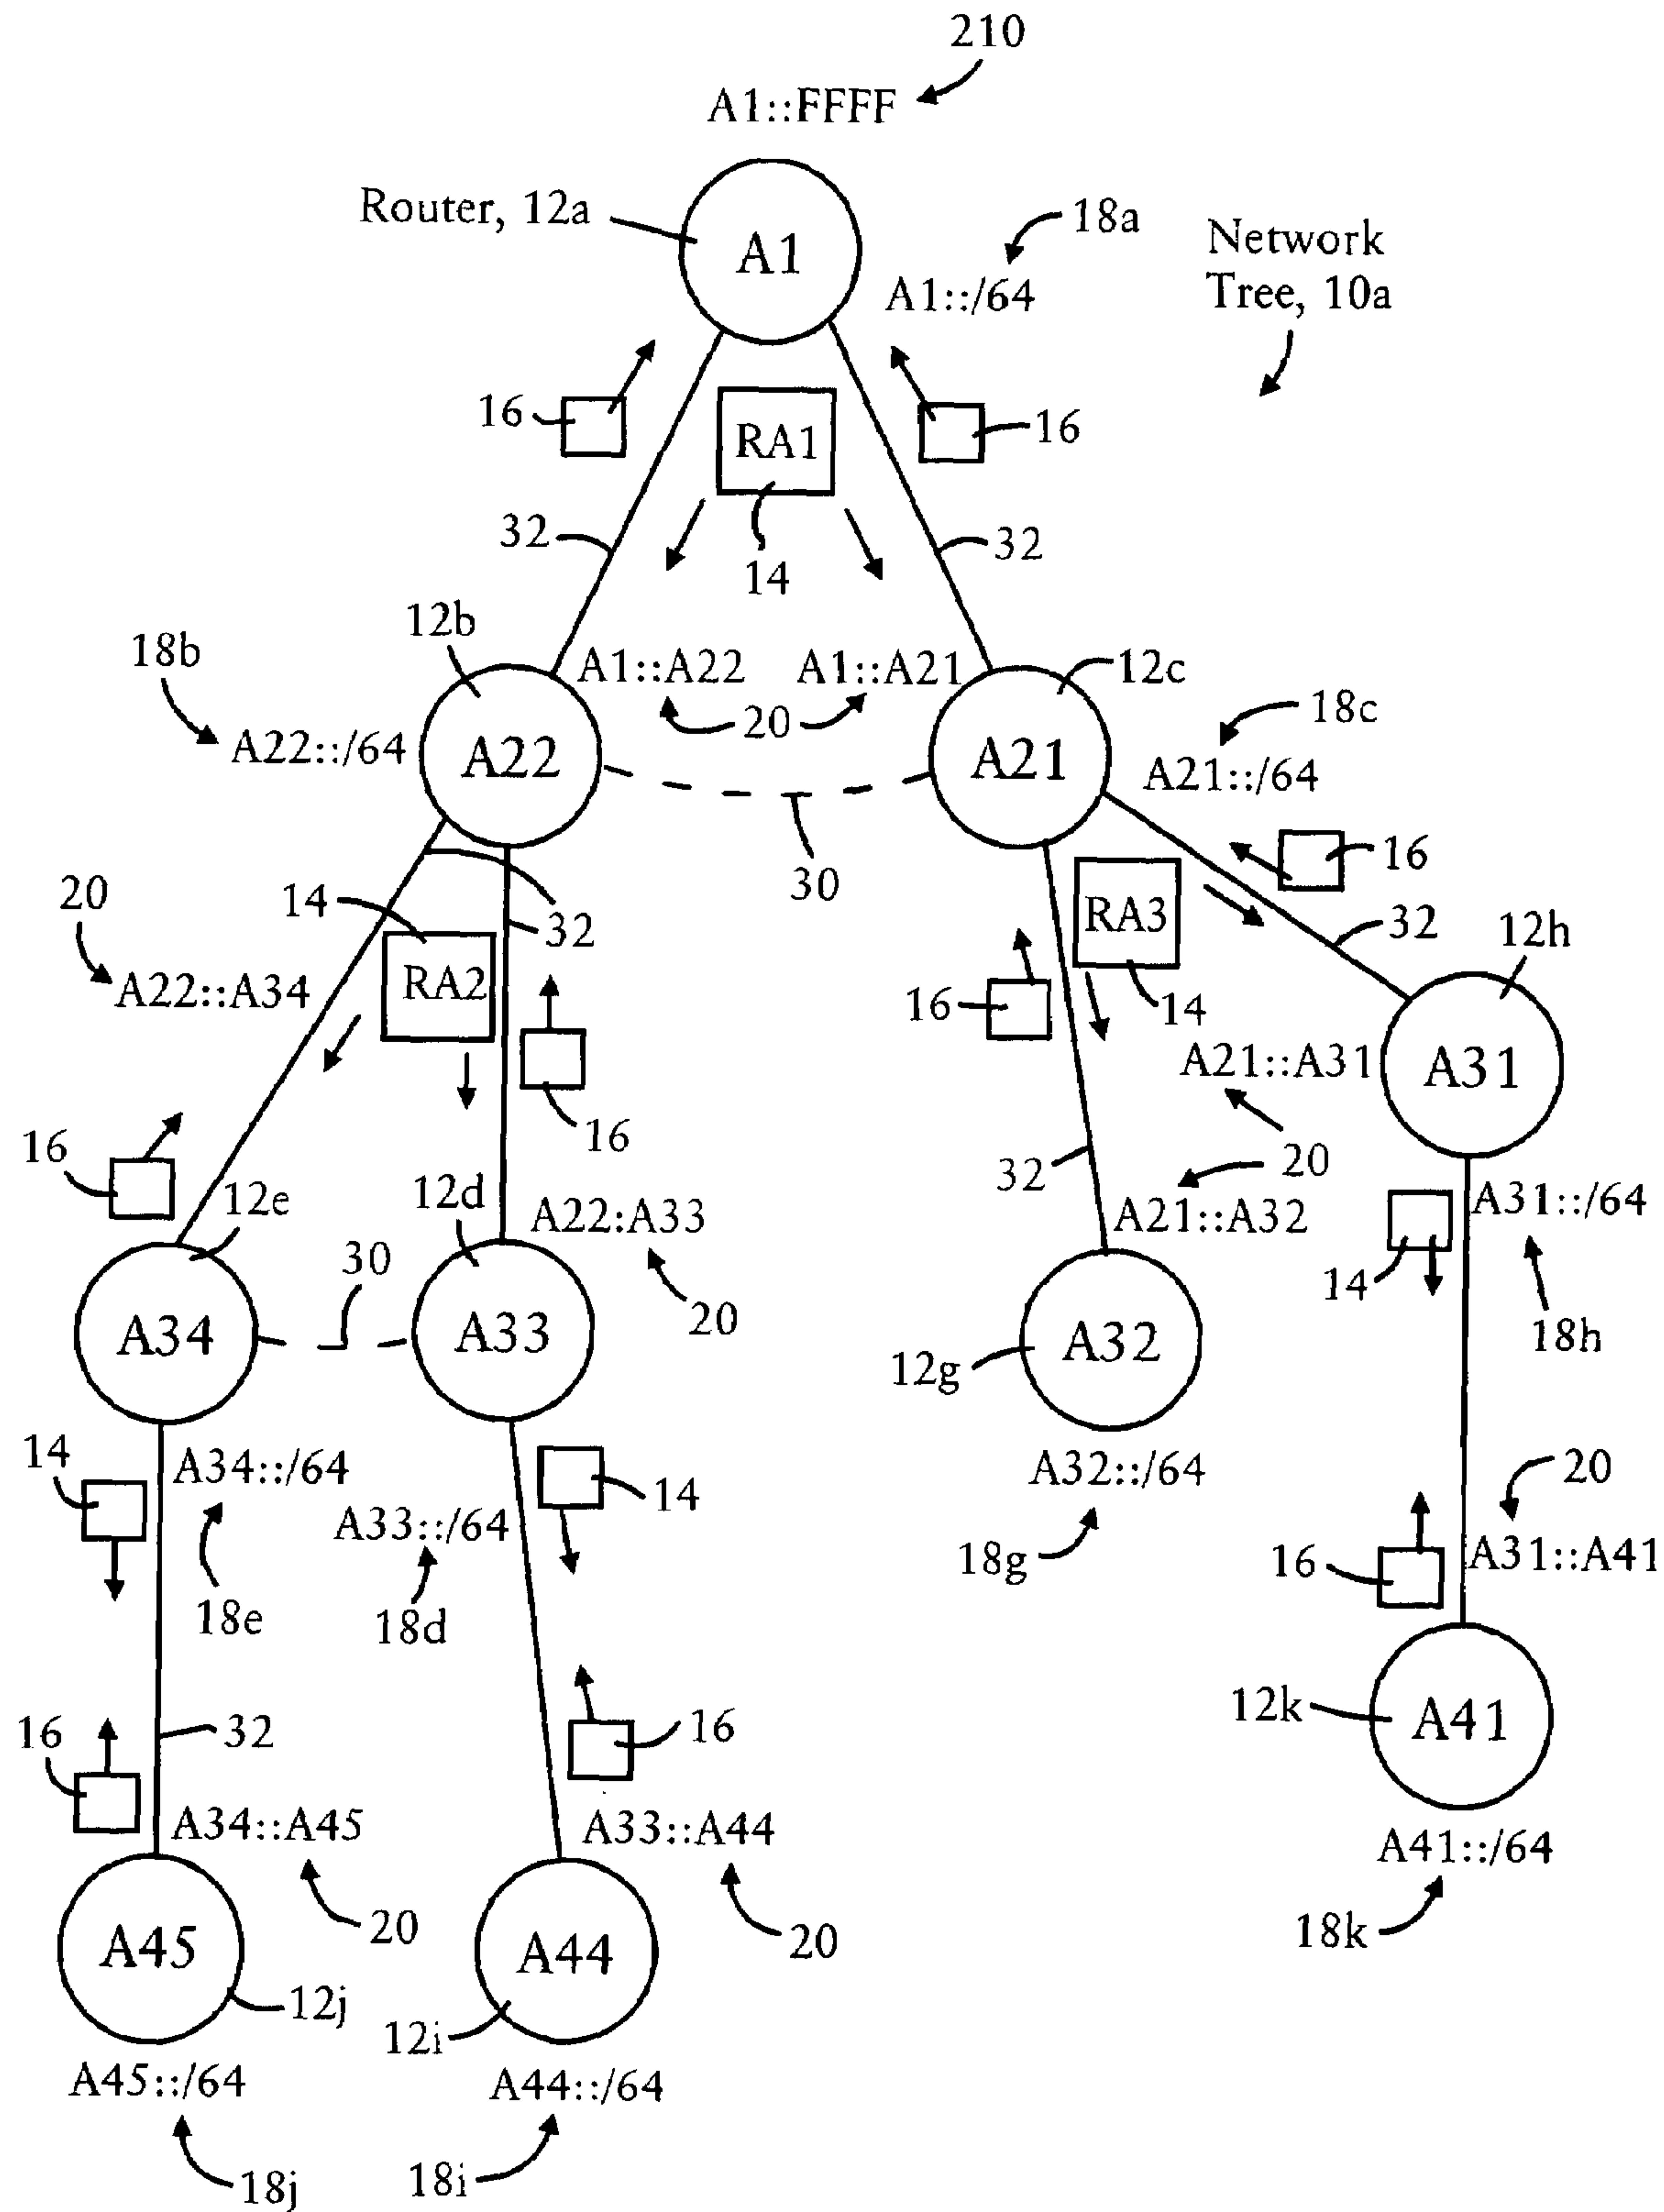 210
A1::FFFF
Router, 12a
A1
18a
A1::/64
Network
Tree, 10a
16
RA1
16
32
14
32
12b
18b
A1::A22
A1::A21
12c
20
18c
A22::/64
A22
A21
A21::/64
30
16
20
14
32
RA3
32
12h
A22::A34
RA2
16
14
A21::A31
A31
16
16
20
20
12e
12d
A22:A33
32
A21::A32
A31::/64
30
14
A34
A33
20
A32
12g
18h
14
A34::/64
14
A33::/64
A32::/64
20
18g
16
A31::A41
18e
18d
16
32
16
12k
A41
A34::A45
A33::A44
A41::/64
20
20
18k
A45
A44
12j
12i
A45::/64
A44::/64
18j
18i